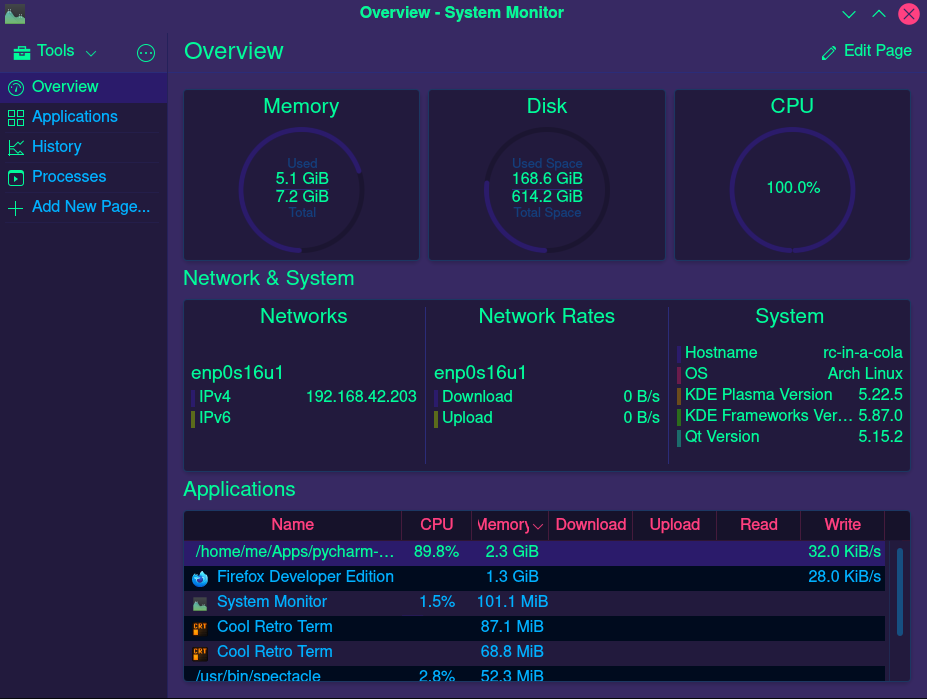 Overview - System Monitor
Tools
Overview
Edit Page
Overview
Applications
History
Processes
Add New Page...
Memory
Used
5.1 GiB
7.2 GiB
Total
Disk
Used Space
168.6 GiB
614.2 GiB
Total Space
CPU
100.0%
Network & System
Networks
enp0s16u1
IPv4 192.168.42.203
IPv6
Network Rates
enp0s16u1
Download 0 B/s
Upload 0 B/s
System
Hostname rc-in-a-cola
OS Arch Linux
KDE Plasma Version 5.22.5
KDE Frameworks Ver... 5.87.0
Qt Version 5.15.2
Applications
Name CPU Memory Download Upload Read Write
/home/me/Apps/pycharm-... 89.8% 2.3 GiB 32.0 KiB/s
Firefox Developer Edition 1.3 GiB 28.0 KiB/s
System Monitor 1.5% 101.1 MiB
CRT Cool Retro Term 87.1 MiB
CRT Cool Retro Term 68.8 MiB
/usr/bin/spectacle 2.8% 52.3 MiB